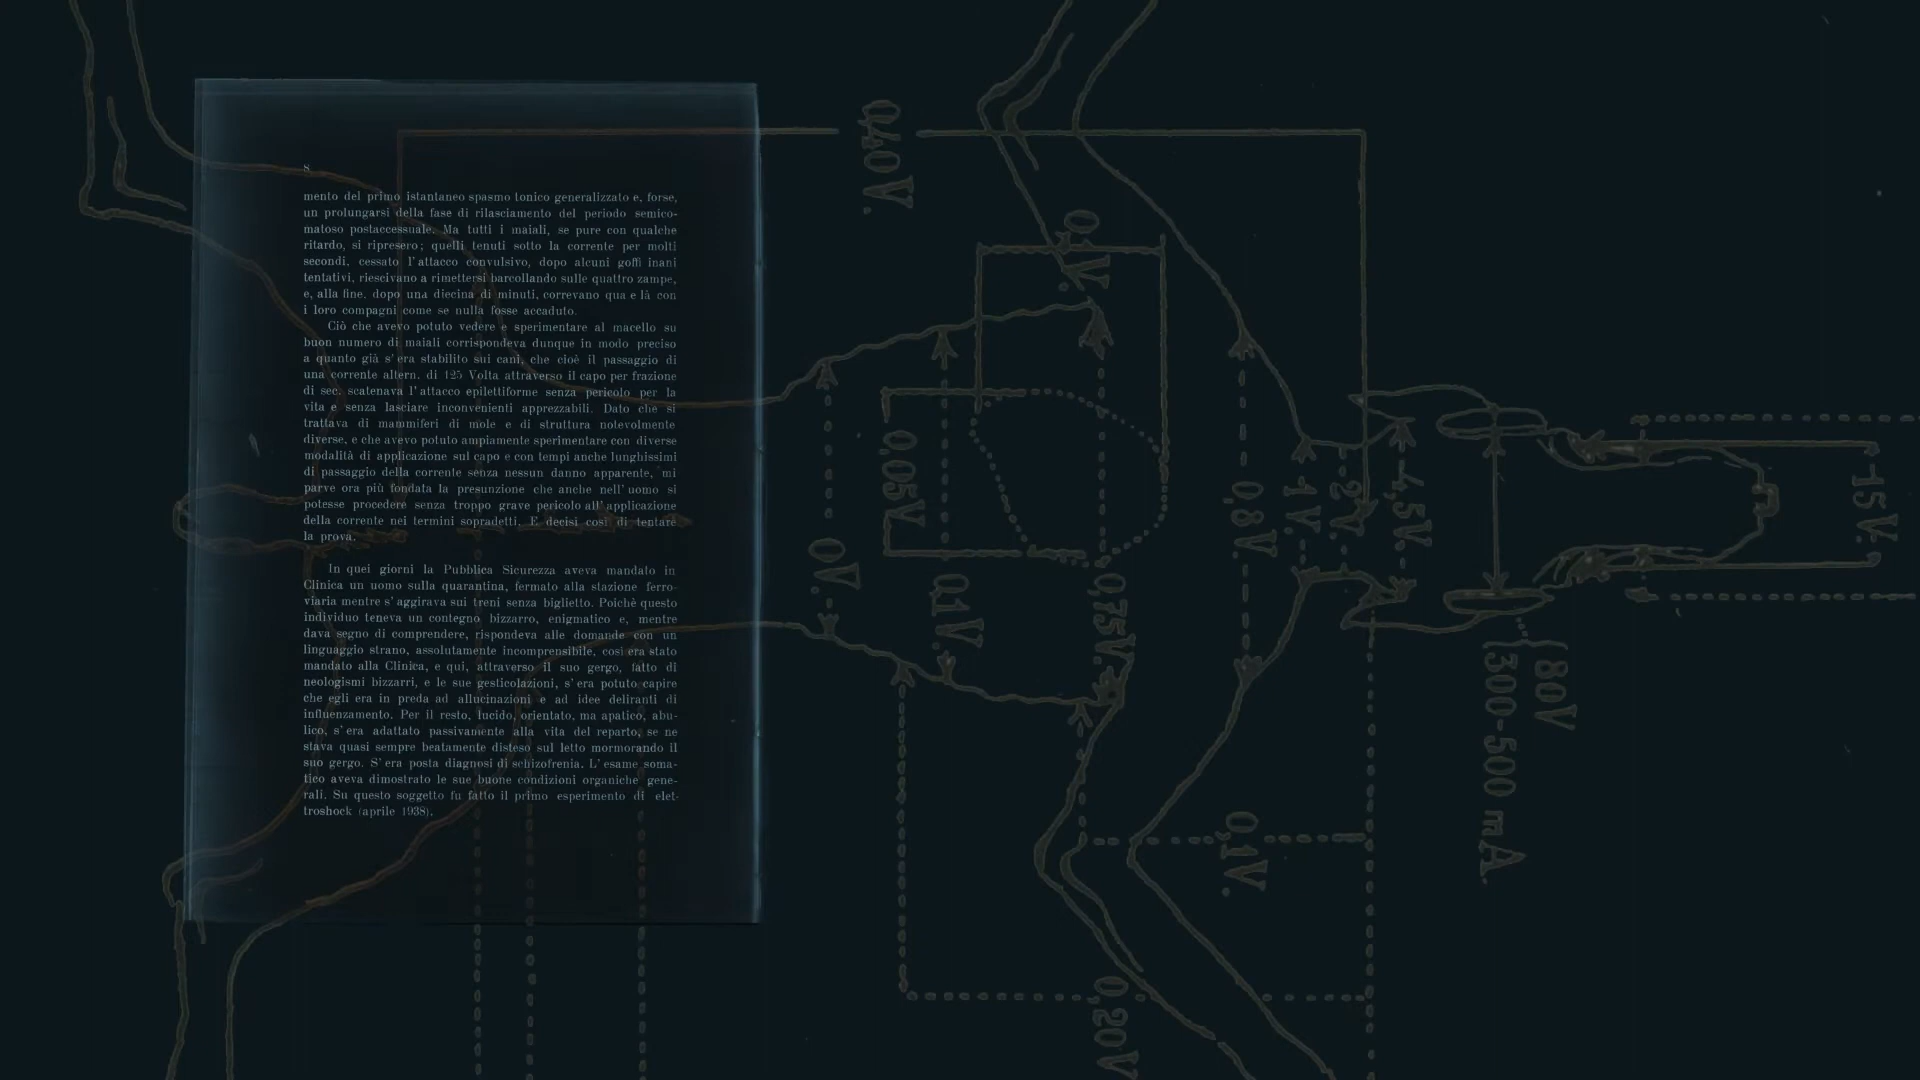 8
mento del primo istantaneo spasmo tonico generalizzato e, forse,
un prolungarsi della fase di rilasciamento del periodo semico-
matoso postaccessuale. Ma tutti i maiali, se pure con qualche
ritardo, si ripresero; quelli tenuti sotto la corrente per molti
secondi, cessato l'attacco convulsivo, dopo alcuni goffi inani
tentativi, riescivano a rimettersi barcollando sulle quattro zampe,
e, alla fine, dopo una diecina di minuti, correvano qua e là con
i loro compagni come se nulla fosse accaduto.
Ciò che avevo potuto vedere e sperimentare al macello su
buon numero di maiali corrispondeva dunque in modo preciso
a quanto già s'era stabilito sui cani, che cioè il passaggio di
una corrente altern. di 125 Volta attraverso il capo per frazione
di sec. scatenava l'attacco epilettiforme senza pericolo per la
vita e senza lasciare inconvenienti apprezzabili. Dato che si
trattava di mammiferi di mole e di struttura notevolmente
diverse, e che avevo potuto ampiamente sperimentare con diverse
modalità di applicazione sul capo e con tempi anche lunghissimi
di passaggio della corrente senza nessun danno apparente, mi
parve ora più fondata la presunzione che anche nell'uomo si
potesse procedere senza troppo grave pericolo all'applicazione
della corrente nei termini sopradetti. E decisi così di tentare
la prova.
In quei giorni la Pubblica Sicurezza aveva mandato in
Clinica un uomo sulla quarantina, fermato alla stazione ferro-
viaria mentre s'aggirava sui treni senza biglietto. Poichè questo
individuo teneva un contegno bizzarro, enigmatico e, mentre
dava segno di comprendere, rispondeva alle domande con un
linguaggio strano, assolutamente incomprensibile, così era stato
mandato alla Clinica, e qui, attraverso il suo gergo, fatto di
neologismi bizzarri, e le sue gesticolazioni, s'era potuto capire
che egli era in preda ad allucinazioni e ad idee deliranti di
influenzamento. Per il resto, lucido, orientato, ma apatico, abu-
lico, s'era adattato passivamente alla vita del reparto, se ne
stava quasi sempre beatamente disteso sul letto mormorando il
suo gergo. S'era posta diagnosi di schizofrenia. L'esame soma-
tico aveva dimostrato le sue buone condizioni organiche gene-
rali. Su questo soggetto fu fatto il primo esperimento di elet-
troshock (aprile 1938).
0,40V.
0,1V.
0,05V
0V.
0,1V.
0,75V.
0,8V
1V.
2V
4,5V
15V.
80V
300-500 mA.
0,1V.
0,20V